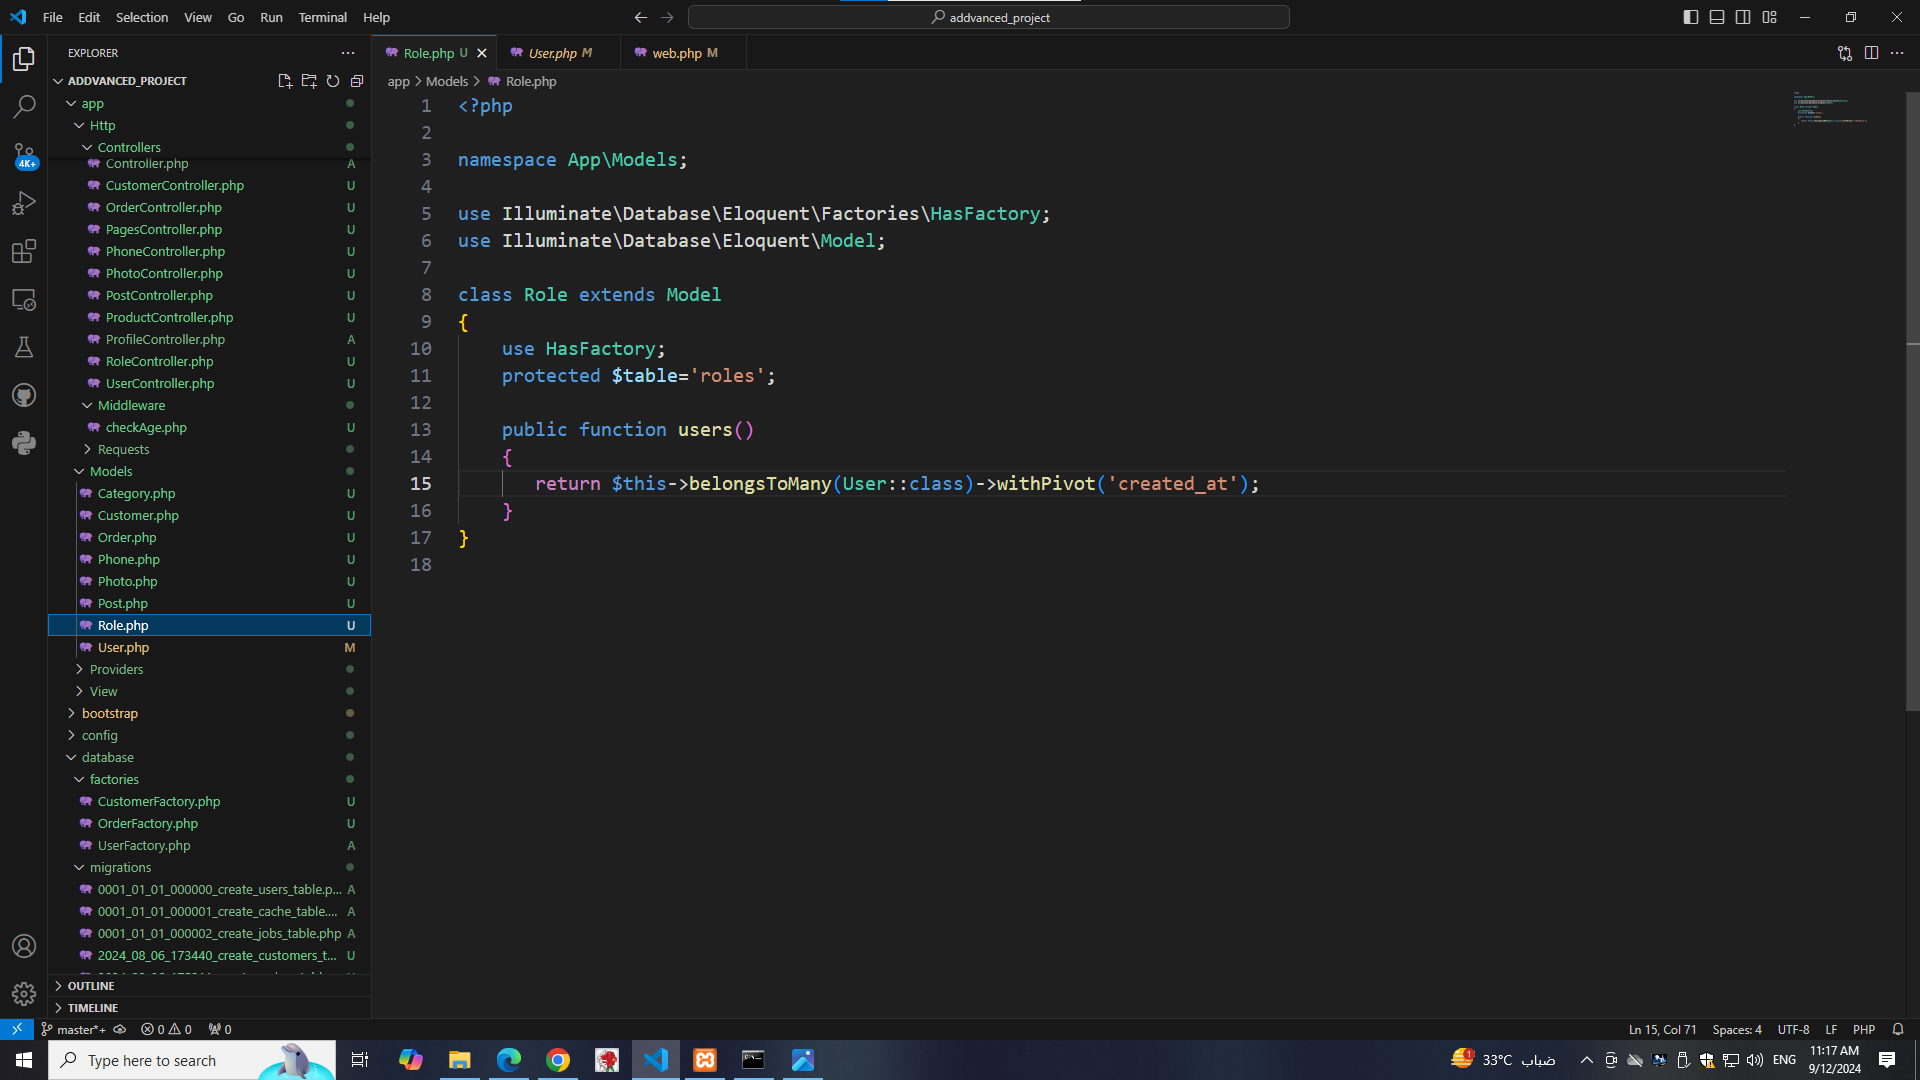 File Edit Selection View Go Run Terminal Help
addvanced_project
EXPLORER
ADDVANCED_PROJECT
app
Http
Controllers
Controller.php A
CustomerController.php U
OrderController.php U
PagesController.php U
PhoneController.php U
PhotoController.php U
PostController.php U
ProductController.php U
ProfileController.php A
RoleController.php U
UserController.php U
Middleware
checkAge.php U
Requests
Models
Category.php U
Customer.php U
Order.php U
Phone.php U
Photo.php U
Post.php U
Role.php U
User.php M
Providers
View
bootstrap
config
database
factories
CustomerFactory.php U
OrderFactory.php U
UserFactory.php A
migrations
0001_01_01_000000_create_users_table.p... A
0001_01_01_000001_create_cache_table.... A
0001_01_01_000002_create_jobs_table.php A
2024_08_06_173440_create_customers_t... U
OUTLINE
TIMELINE
4K+
Role.php U
User.php M
web.php M
app > Models > Role.php
1 <?php
2
3 namespace App\Models;
4
5 use Illuminate\Database\Eloquent\Factories\HasFactory;
6 use Illuminate\Database\Eloquent\Model;
7
8 class Role extends Model
9 {
10 use HasFactory;
11 protected $table='roles';
12
13 public function users()
14 {
15 return $this->belongsToMany(User::class)->withPivot('created_at');
16 }
17 }
18
master*+ 0 0 0
Ln 15, Col 71 Spaces: 4 UTF-8 LF PHP
Type here to search
1 33°C ضباب ENG 11:17 AM
9/12/2024